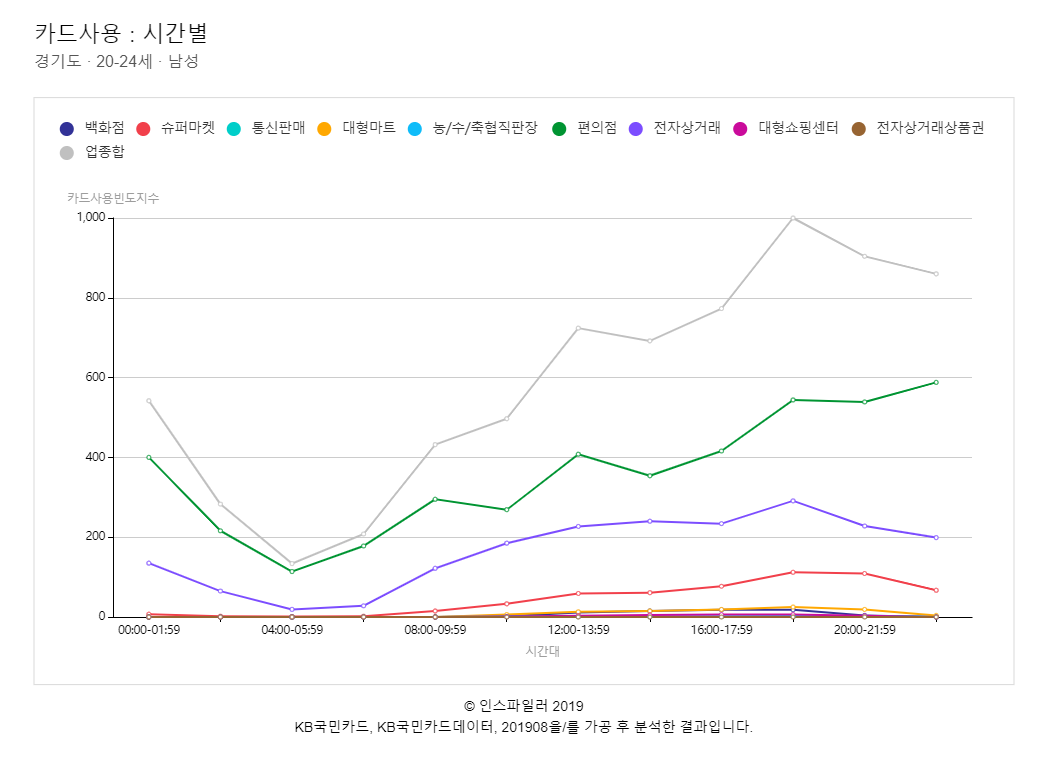 카드사용 : 시간별
경기도 · 20-24세 · 남성
백화점 슈퍼마켓 통신판매 대형마트 농/수/축협직판장 편의점 전자상거래 대형쇼핑센터 전자상거래상품권
업종합
카드사용빈도지수
1,000
800
600
400
200
0
00:00-01:59 04:00-05:59 08:00-09:59 12:00-13:59 16:00-17:59 20:00-21:59
시간대
© 인스파일러 2019
KB국민카드, KB국민카드데이터, 201908을/를 가공 후 분석한 결과입니다.